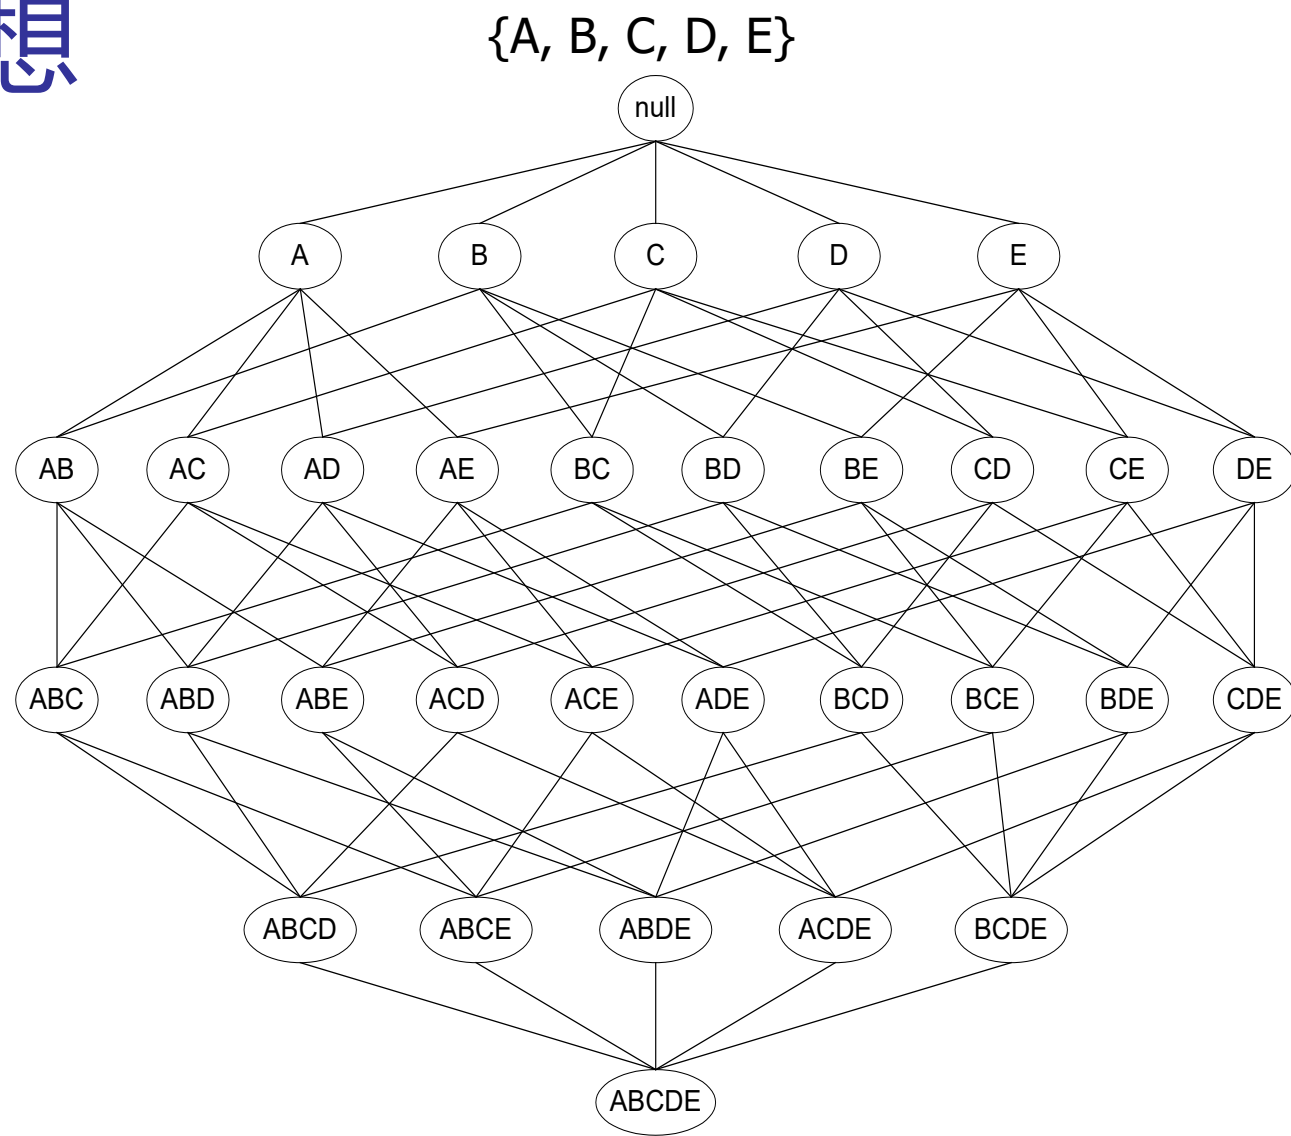 想
{A, B, C, D, E}
null
A B C D E
AB AC AD AE BC BD BE CD CE DE
ABC ABD ABE ACD ACE ADE BCD BCE BDE CDE
ABCD ABCE ABDE ACDE BCDE
ABCDE